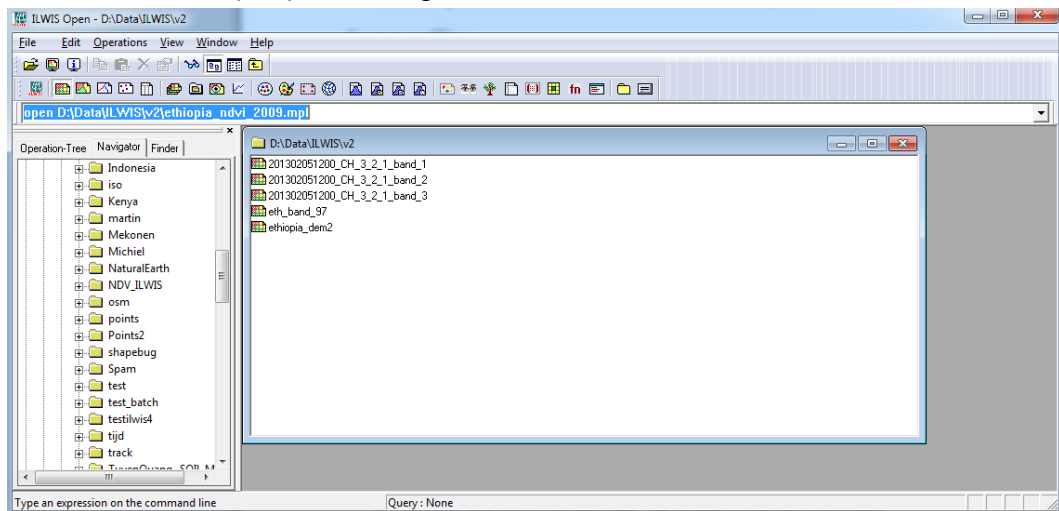 ILWIS Open - D:\Data\ILWIS\v2
File Edit Operations View Window Help
fn
open D:\Data\ILWIS\v2\ethiopia_ndvi_2009.mpl
Operation-Tree Navigator Finder
Indonesia
iso
Kenya
martin
Mekonen
Michiel
NaturalEarth
NDV_ILWIS
osm
points
Points2
shapebug
Spam
test
test_batch
testilwis4
tijd
track
D:\Data\ILWIS\v2
201302051200_CH_3_2_1_band_1
201302051200_CH_3_2_1_band_2
201302051200_CH_3_2_1_band_3
eth_band_97
ethiopia_dem2
Type an expression on the command line
Query : None